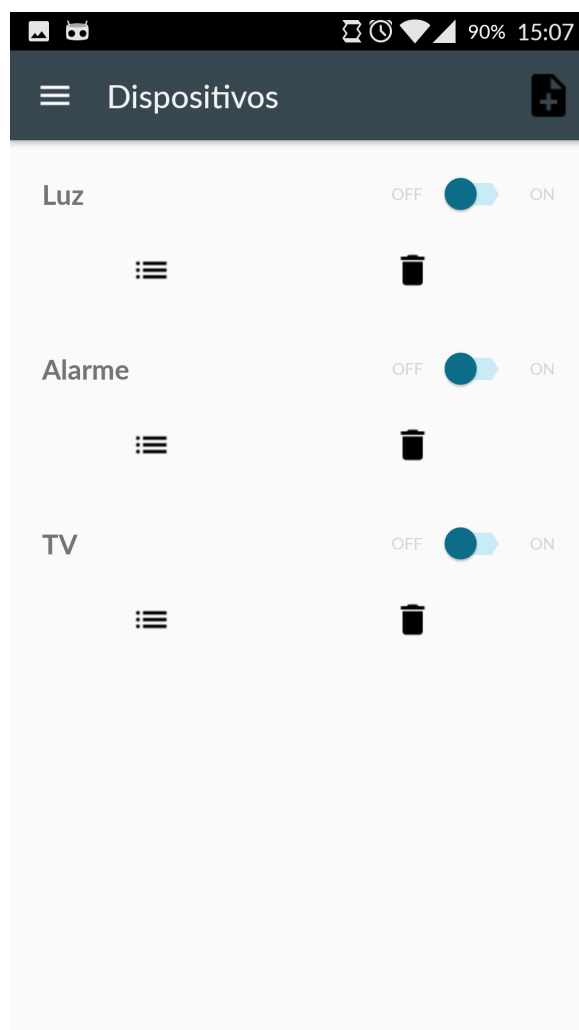 90% 15:07
Dispositivos
Luz OFF ON
Alarme OFF ON
TV OFF ON